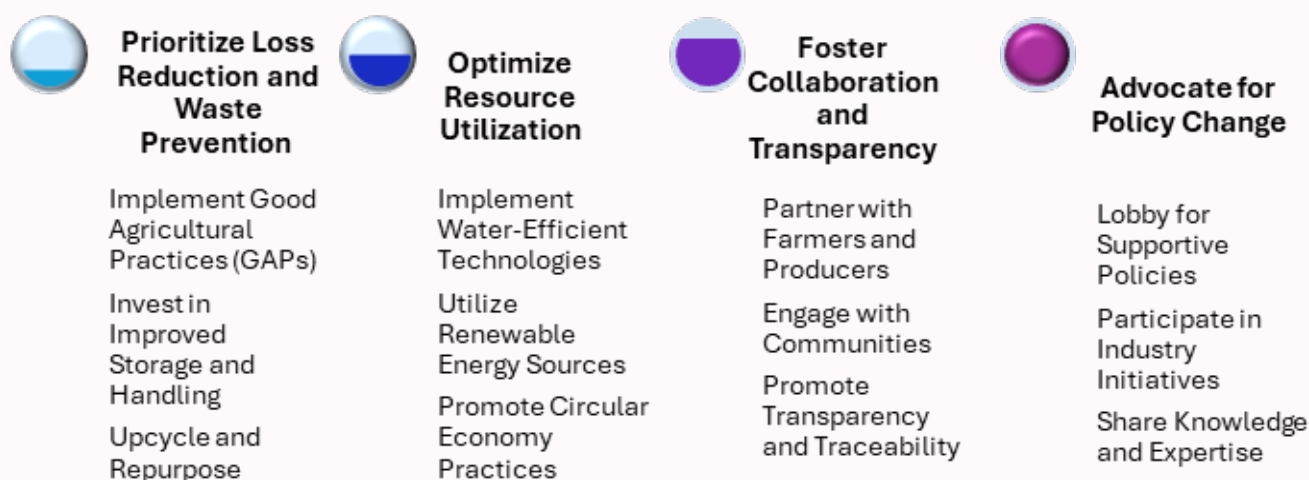 Prioritize Loss
Reduction and
Waste
Prevention
Implement Good
Agricultural
Practices (GAPs)
Invest in
Improved
Storage and
Handling
Upcycle and
Repurpose
Optimize
Resource
Utilization
Implement
Water-Efficient
Technologies
Utilize
Renewable
Energy Sources
Promote Circular
Economy
Practices
Foster
Collaboration
and
Transparency
Partner with
Farmers and
Producers
Engage with
Communities
Promote
Transparency
and Traceability
Advocate for
Policy Change
Lobby for
Supportive
Policies
Participate in
Industry
Initiatives
Share Knowledge
and Expertise